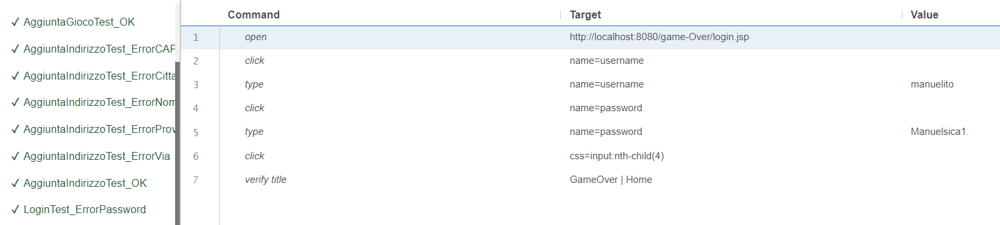 AggiuntaGiocoTest_OK
AggiuntaIndirizzoTest_ErrorCAP
AggiuntaIndirizzoTest_ErrorCitta
AggiuntaIndirizzoTest_ErrorNom
AggiuntaIndirizzoTest_ErrorProv
AggiuntaIndirizzoTest_ErrorVia
AggiuntaIndirizzoTest_OK
LoginTest_ErrorPassword
Command Target Value
1 open http://localhost:8080/game-Over/login.jsp
2 click name=username
3 type name=username manuelito
4 click name=password
5 type name=password Manuelsica1.
6 click css=input:nth-child(4)
7 verify title GameOver | Home